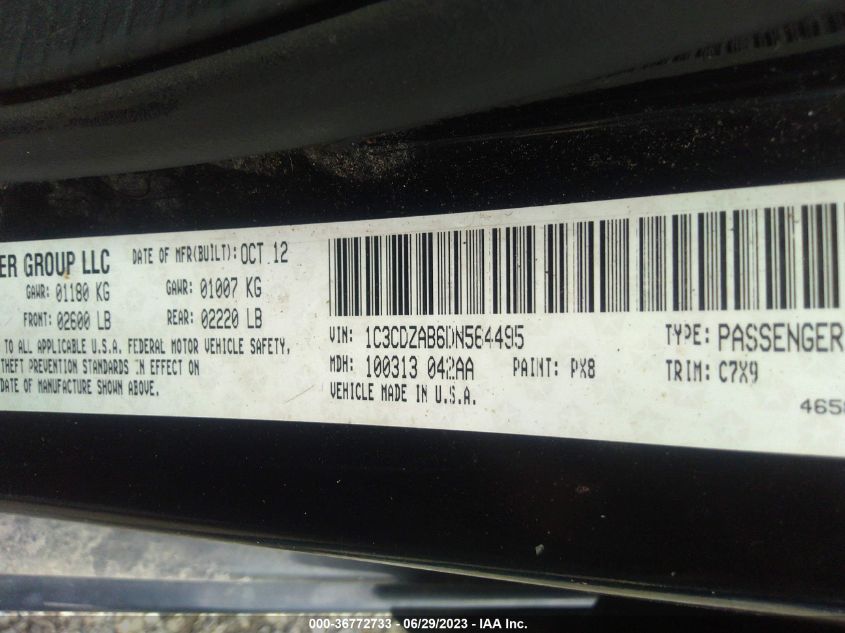 ER GROUP LLC DATE OF MFR(BUILT): OCT 12
GAWR: 01180 KG GAWR: 01007 KG
FRONT: 02600 LB REAR: 02220 LB
TO ALL APPLICABLE U.S.A. FEDERAL MOTOR VEHICLE SAFETY,
THEFT PREVENTION STANDARDS IN EFFECT ON
DATE OF MANUFACTURE SHOWN ABOVE.
VIN: 1C3CDZAB6DN564495 TYPE: PASSENGER
MDH: 100313 042AA PAINT: PX8 TRIM: C7X9
VEHICLE MADE IN U.S.A.
465
000-36772733 - 06/29/2023 - IAA Inc.